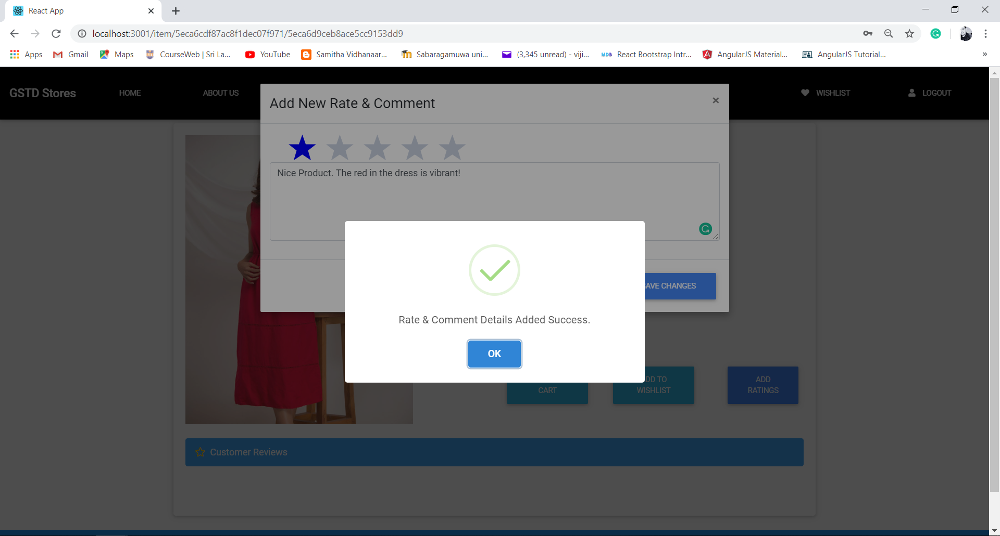 React App
localhost:3001/item/5eca6cdf87ac8f1dec07f971/5eca6d9ceb8ace5cc9153dd9
Apps Gmail Maps CourseWeb | Sri La... YouTube Samitha Vidhanaar... Sabaragamuwa uni... (3,345 unread) - viji... MDB React Bootstrap Intr... AngularJS Material... AngularJS Tutorial... »
GSTD Stores HOME ABOUT US WISHLIST LOGOUT
Add New Rate & Comment ×
Nice Product. The red in the dress is vibrant!
SAVE CHANGES
Rate & Comment Details Added Success.
OK
CART
ADD TO
WISHLIST
ADD
RATINGS
Customer Reviews